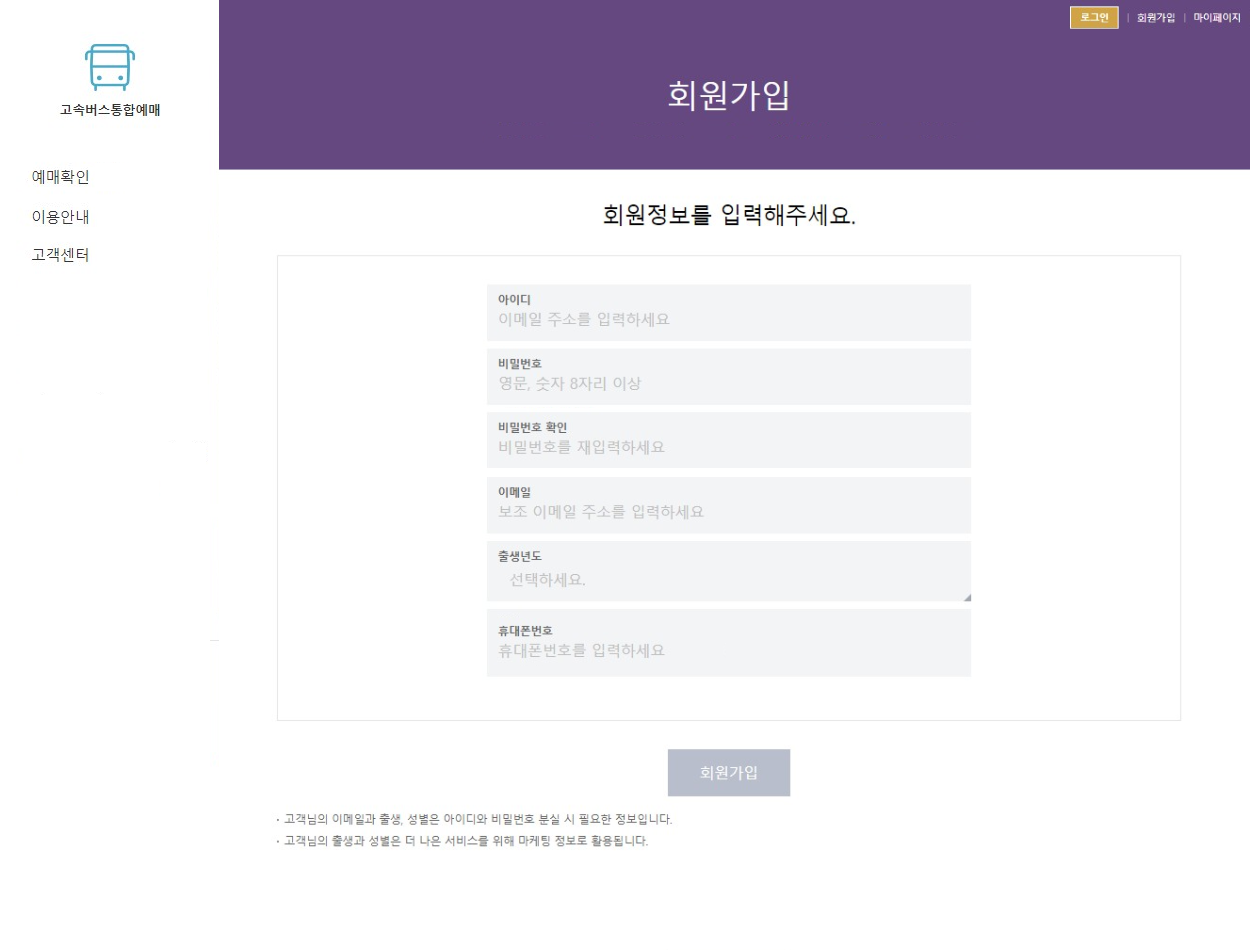 로그인 | 회원가입 | 마이페이지
고속버스통합예매
예매확인
이용안내
고객센터
회원가입
회원정보를 입력해주세요.
아이디
이메일 주소를 입력하세요
비밀번호
영문, 숫자 8자리 이상
비밀번호 확인
비밀번호를 재입력하세요
이메일
보조 이메일 주소를 입력하세요
출생년도
선택하세요.
휴대폰번호
휴대폰번호를 입력하세요
회원가입
· 고객님의 이메일과 출생, 성별은 아이디와 비밀번호 분실 시 필요한 정보입니다.
· 고객님의 출생과 성별은 더 나은 서비스를 위해 마케팅 정보로 활용됩니다.